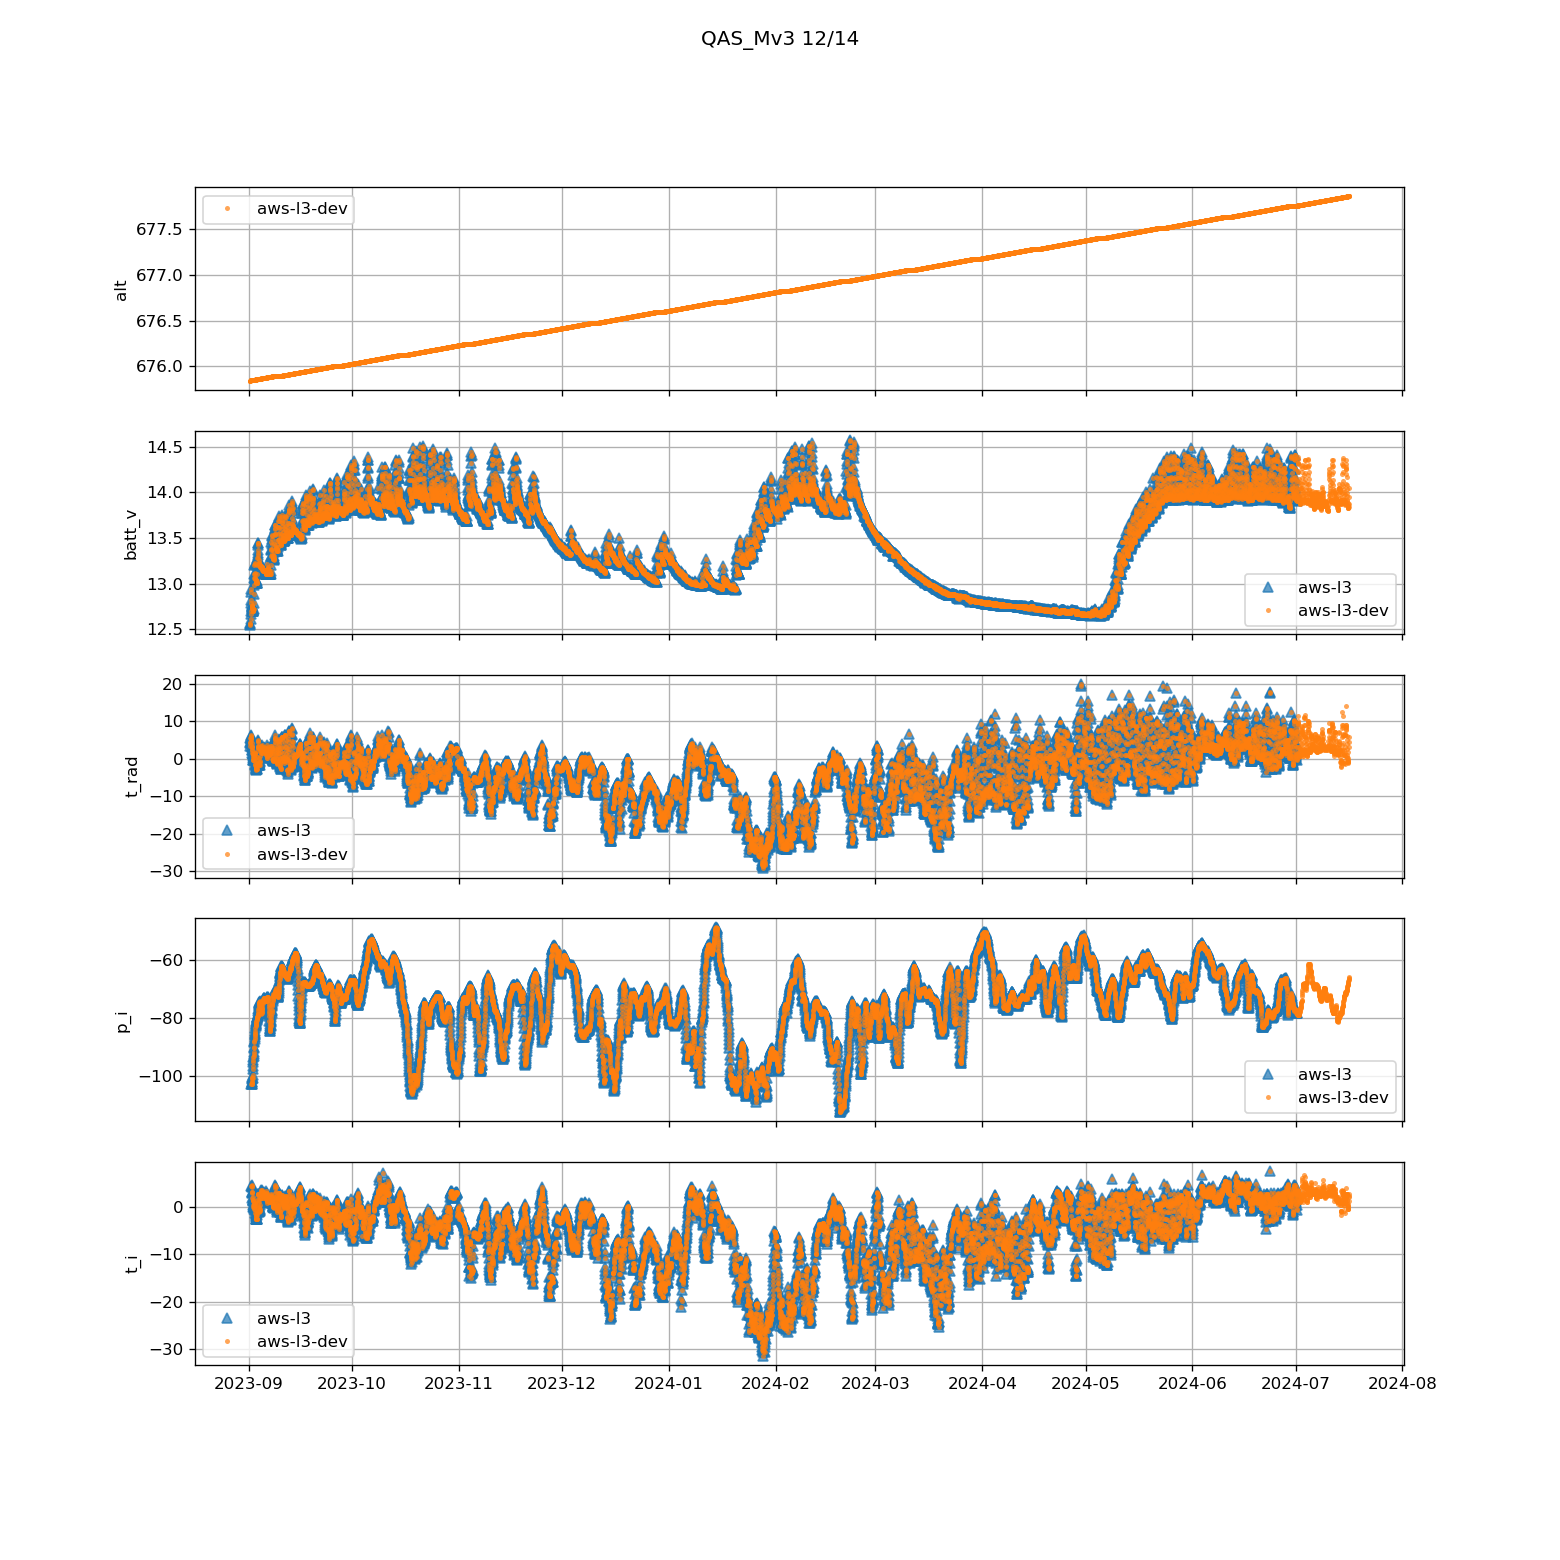 QAS_Mv3 12/14
aws-l3-dev
677.5
677.0
676.5
676.0
alt
14.5
14.0
13.5
13.0
12.5
batt_v
aws-l3
aws-l3-dev
20
10
0
−10
−20
−30
t_rad
aws-l3
aws-l3-dev
−60
−80
−100
p_i
aws-l3
aws-l3-dev
0
−10
−20
−30
t_i
aws-l3
aws-l3-dev
2023-09 2023-10 2023-11 2023-12 2024-01 2024-02 2024-03 2024-04 2024-05 2024-06 2024-07 2024-08